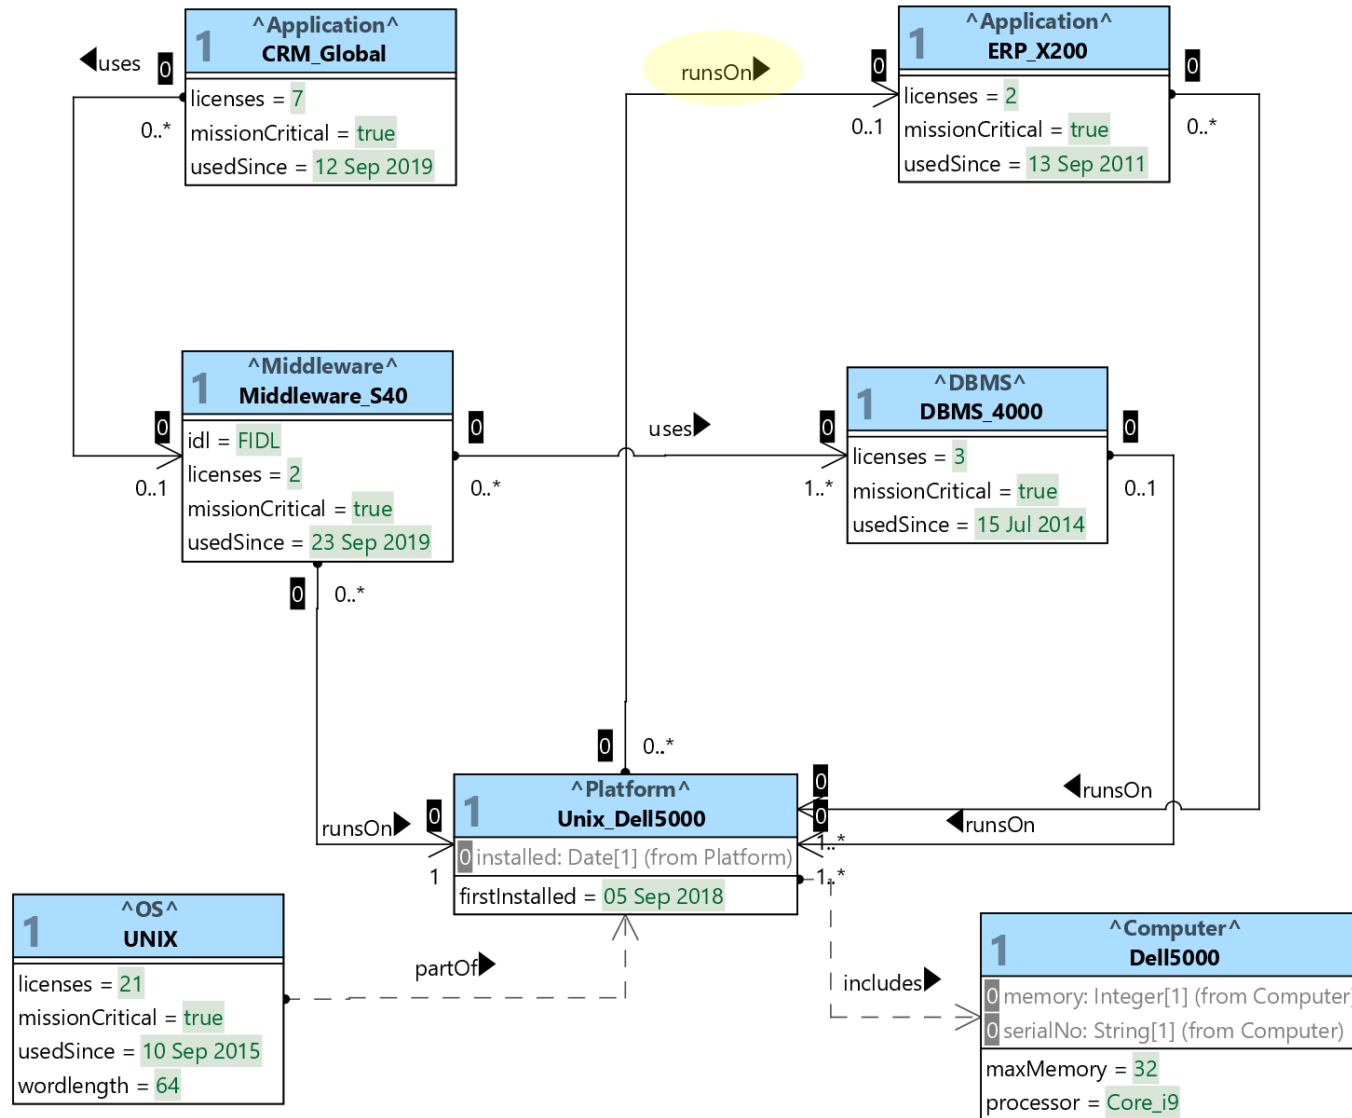 ^Application^
1
CRM_Global
licenses = 7
missionCritical = true
usedSince = 12 Sep 2019
◀uses
0
0..*
runsOn▶
^Application^
1
ERP_X200
licenses = 2
missionCritical = true
usedSince = 13 Sep 2011
0
0..1
0
0..*
^Middleware^
1
Middleware_S40
idl = FIDL
licenses = 2
missionCritical = true
usedSince = 23 Sep 2019
0
0..1
0
0..*
uses▶
0
1..*
^DBMS^
1
DBMS_4000
licenses = 3
missionCritical = true
usedSince = 15 Jul 2014
0
0..1
0
0..*
0
0..*
runsOn▶
0
1
^Platform^
1
Unix_Dell5000
0 installed: Date[1] (from Platform)
firstInstalled = 05 Sep 2018
0
0
1..*
1..*
◀runsOn
◀runsOn
^OS^
1
UNIX
licenses = 21
missionCritical = true
usedSince = 10 Sep 2015
wordlength = 64
partOf▶
includes▶
^Computer^
1
Dell5000
0 memory: Integer[1] (from Computer)
0 serialNo: String[1] (from Computer)
maxMemory = 32
processor = Core_i9